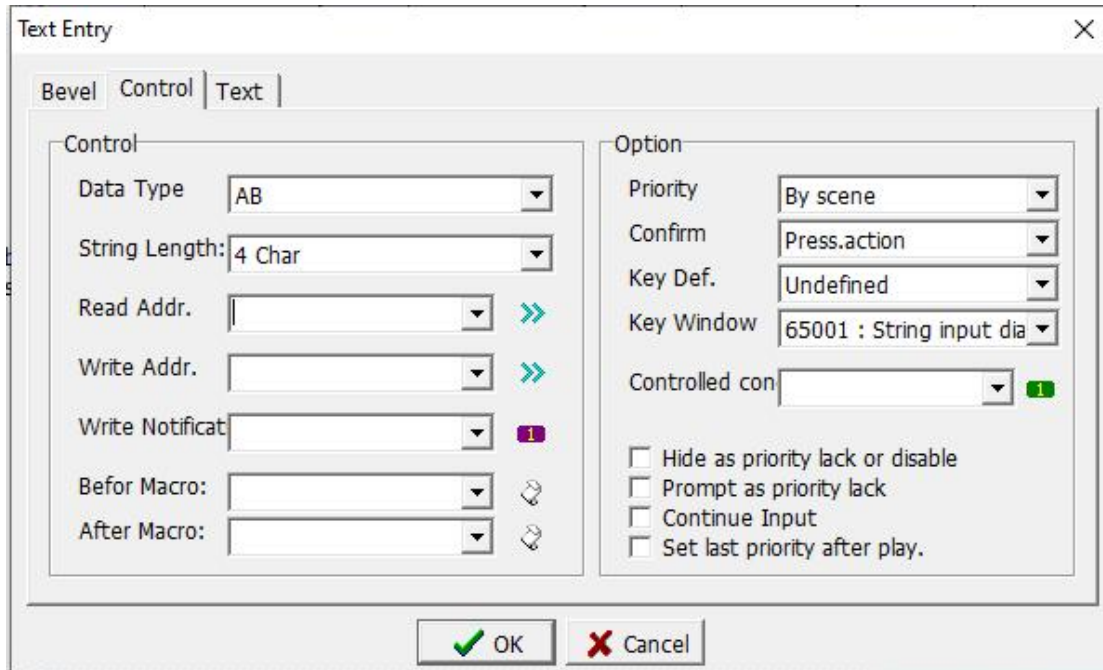 Text Entry
Bevel
Control
Text
Control
Data Type
AB
String Length:
4 Char
Read Addr.
Write Addr.
Write Notificat
1
Befor Macro:
After Macro:
Option
Priority
By scene
Confirm
Press.action
Key Def.
Undefined
Key Window
65001 : String input dia
Controlled con
1
Hide as priority lack or disable
Prompt as priority lack
Continue Input
Set last priority after play.
OK
Cancel